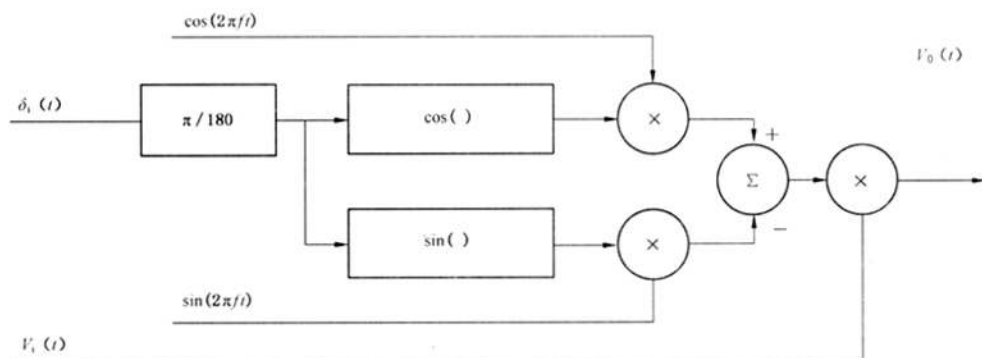 cos(2πft)
V₀(t)
δᵢ(t)
π/180
cos( )
×
+
Σ
×
sin( )
×
−
sin(2πft)
Vᵢ(t)